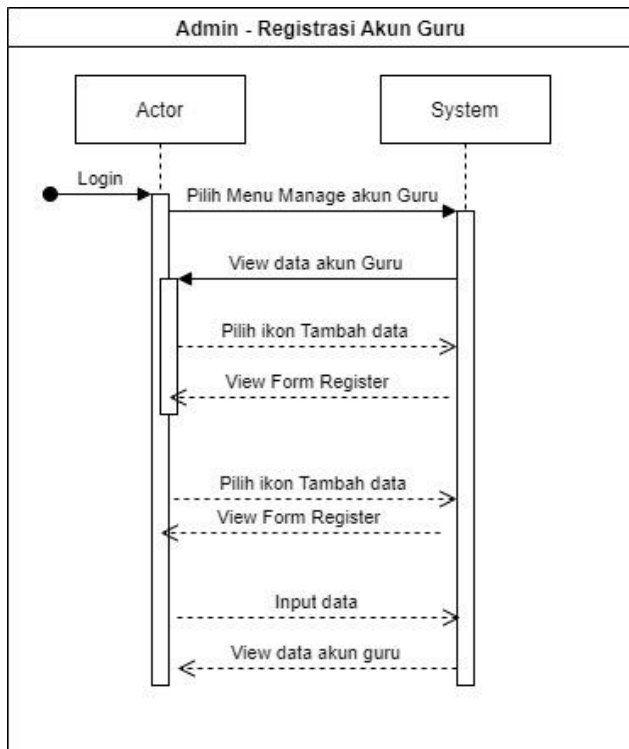 Admin - Registrasi Akun Guru
Actor
System
Login
Pilih Menu Manage akun Guru
View data akun Guru
Pilih ikon Tambah data
View Form Register
Pilih ikon Tambah data
View Form Register
Input data
View data akun guru